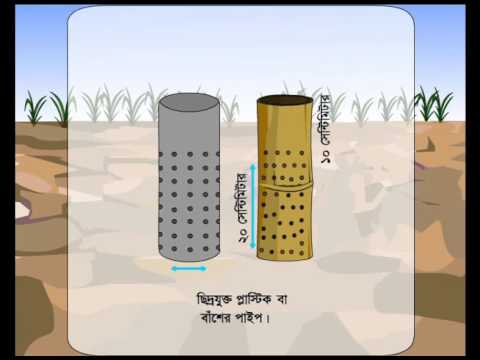 ১০ সেন্টিমিটার
২০ সেন্টিমিটার
ছিদ্রযুক্ত প্লাস্টিক বা
বাঁশের পাইপ।